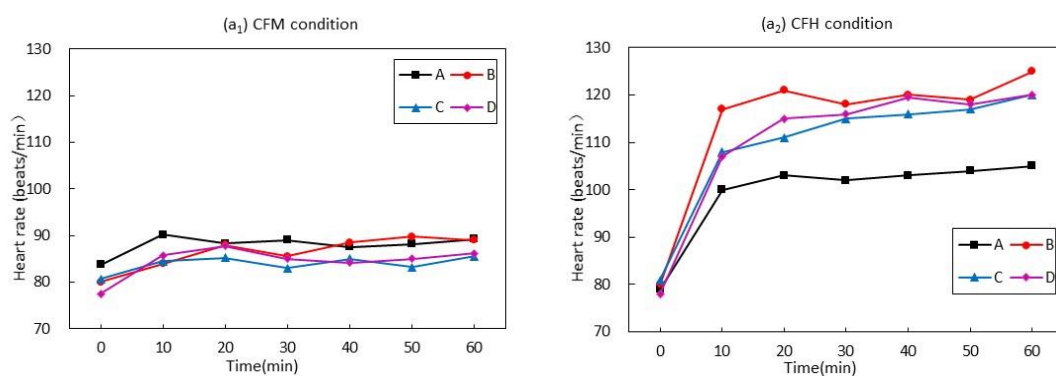 (a₁) CFM condition
130
120
110
100
90
80
70
Heart rate (beats/min)
A B
C D
0 10 20 30 40 50 60
Time(min)
(a₂) CFH condition
130
120
110
100
90
80
70
Heart rate (beats/min）
A B
C D
0 10 20 30 40 50 60
Time(min)